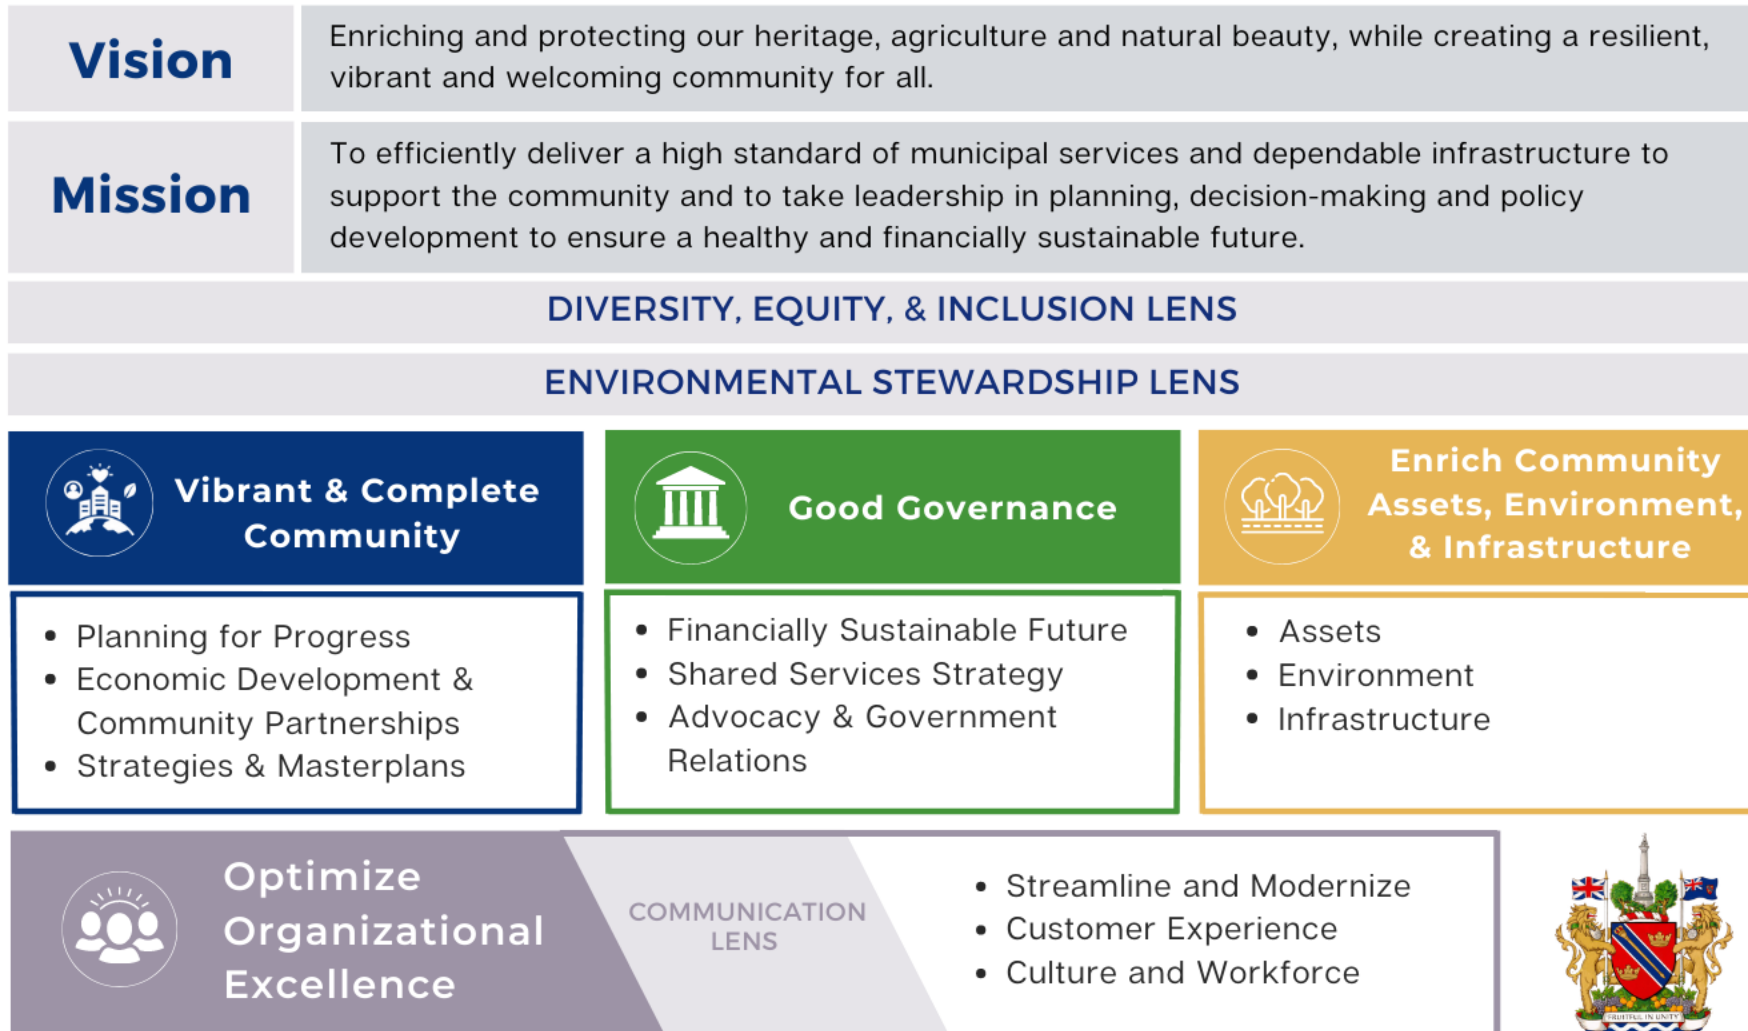 Vision
Enriching and protecting our heritage, agriculture and natural beauty, while creating a resilient,
vibrant and welcoming community for all.
Mission
To efficiently deliver a high standard of municipal services and dependable infrastructure to
support the community and to take leadership in planning, decision-making and policy
development to ensure a healthy and financially sustainable future.
DIVERSITY, EQUITY, & INCLUSION LENS
ENVIRONMENTAL STEWARDSHIP LENS
Vibrant & Complete
Community
• Planning for Progress
• Economic Development &
Community Partnerships
• Strategies & Masterplans
Good Governance
• Financially Sustainable Future
• Shared Services Strategy
• Advocacy & Government
Relations
Enrich Community
Assets, Environment,
& Infrastructure
• Assets
• Environment
• Infrastructure
Optimize
Organizational
Excellence
COMMUNICATION
LENS
• Streamline and Modernize
• Customer Experience
• Culture and Workforce
FRUITFUL IN UNITY